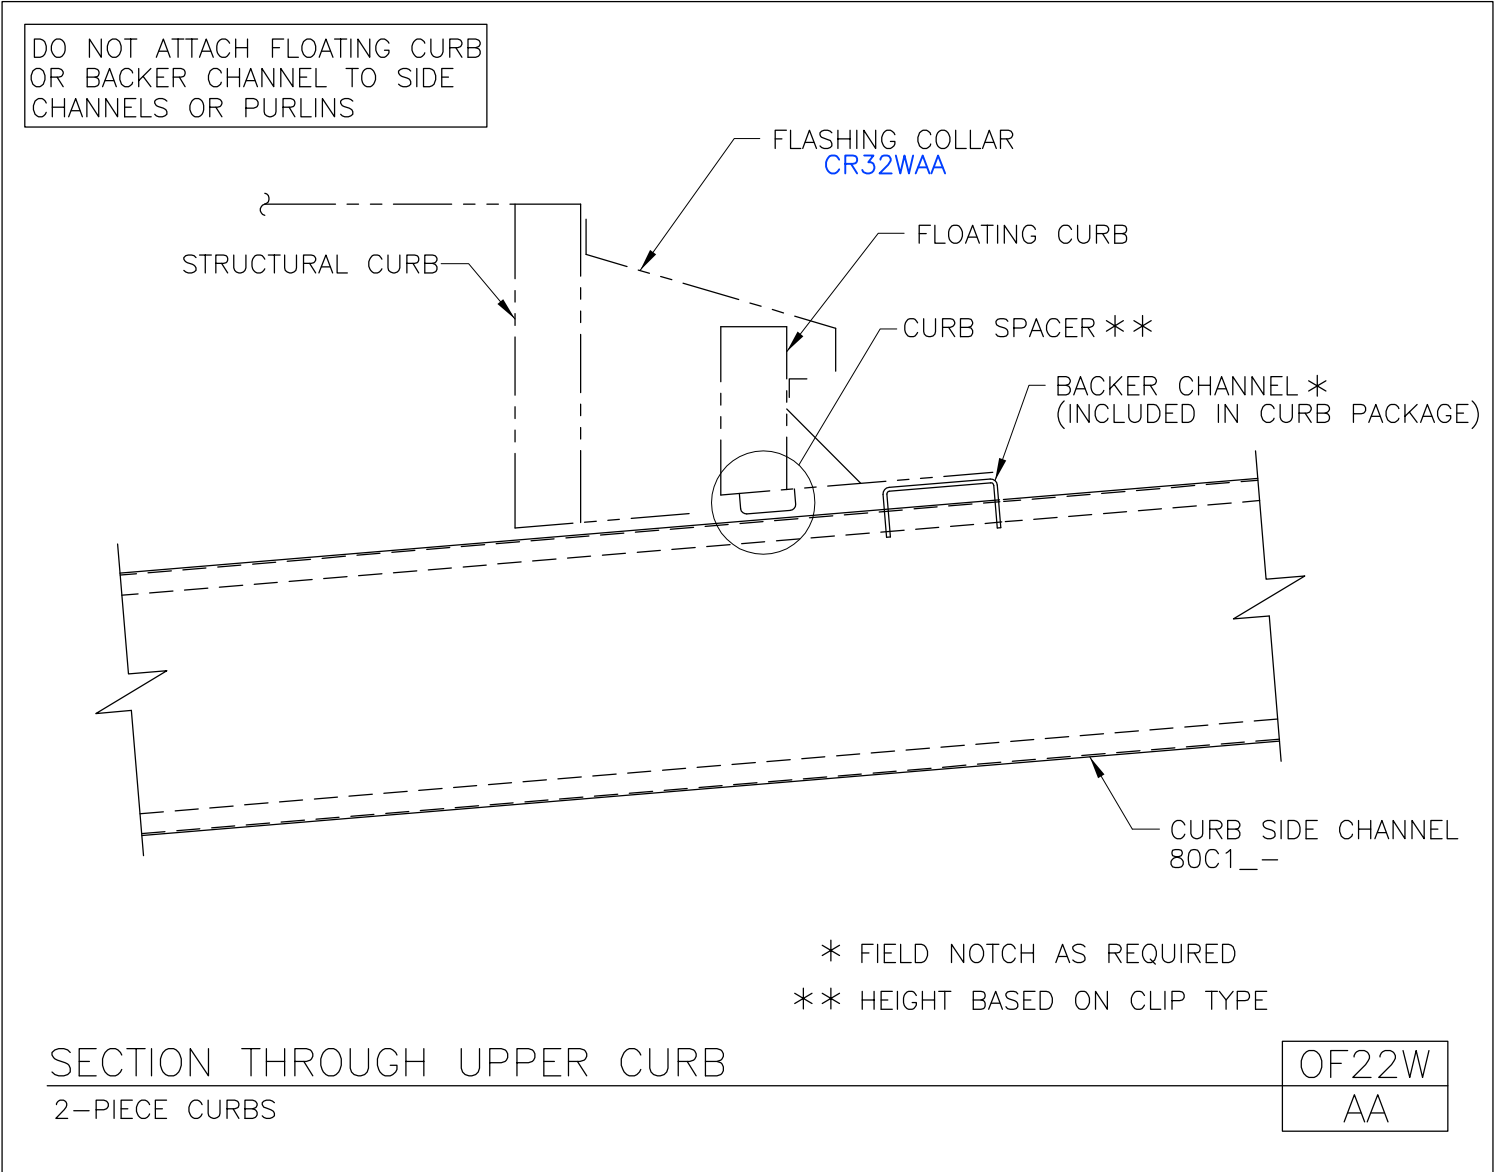 DO NOT ATTACH FLOATING CURB
OR BACKER CHANNEL TO SIDE
CHANNELS OR PURLINS
FLASHING COLLAR
CR32WAA
FLOATING CURB
STRUCTURAL CURB
CURB SPACER**
BACKER CHANNEL*
(INCLUDED IN CURB PACKAGE)
CURB SIDE CHANNEL
80C1_-
* FIELD NOTCH AS REQUIRED
** HEIGHT BASED ON CLIP TYPE
SECTION THROUGH UPPER CURB
2-PIECE CURBS
OF22W
AA